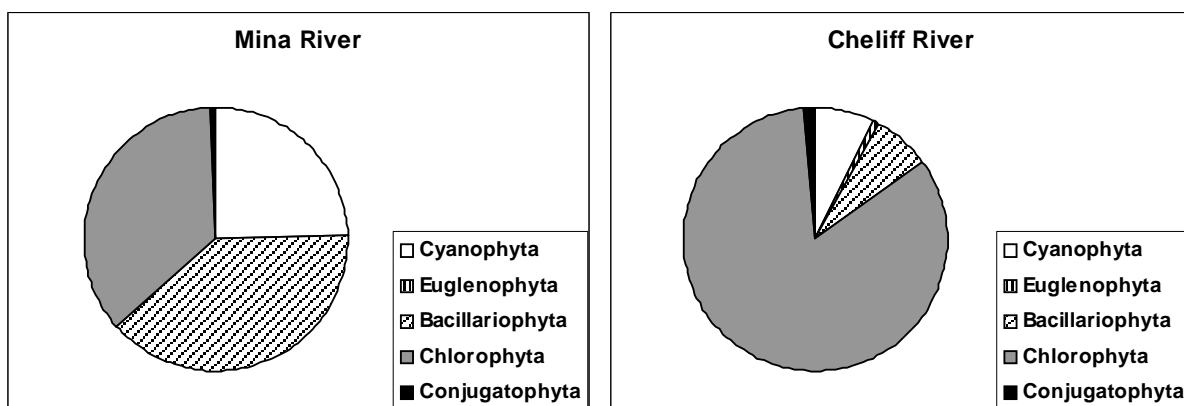 Mina River
Cyanophyta
Euglenophyta
Bacillariophyta
Chlorophyta
Conjugatophyta
Cheliff River
Cyanophyta
Euglenophyta
Bacillariophyta
Chlorophyta
Conjugatophyta